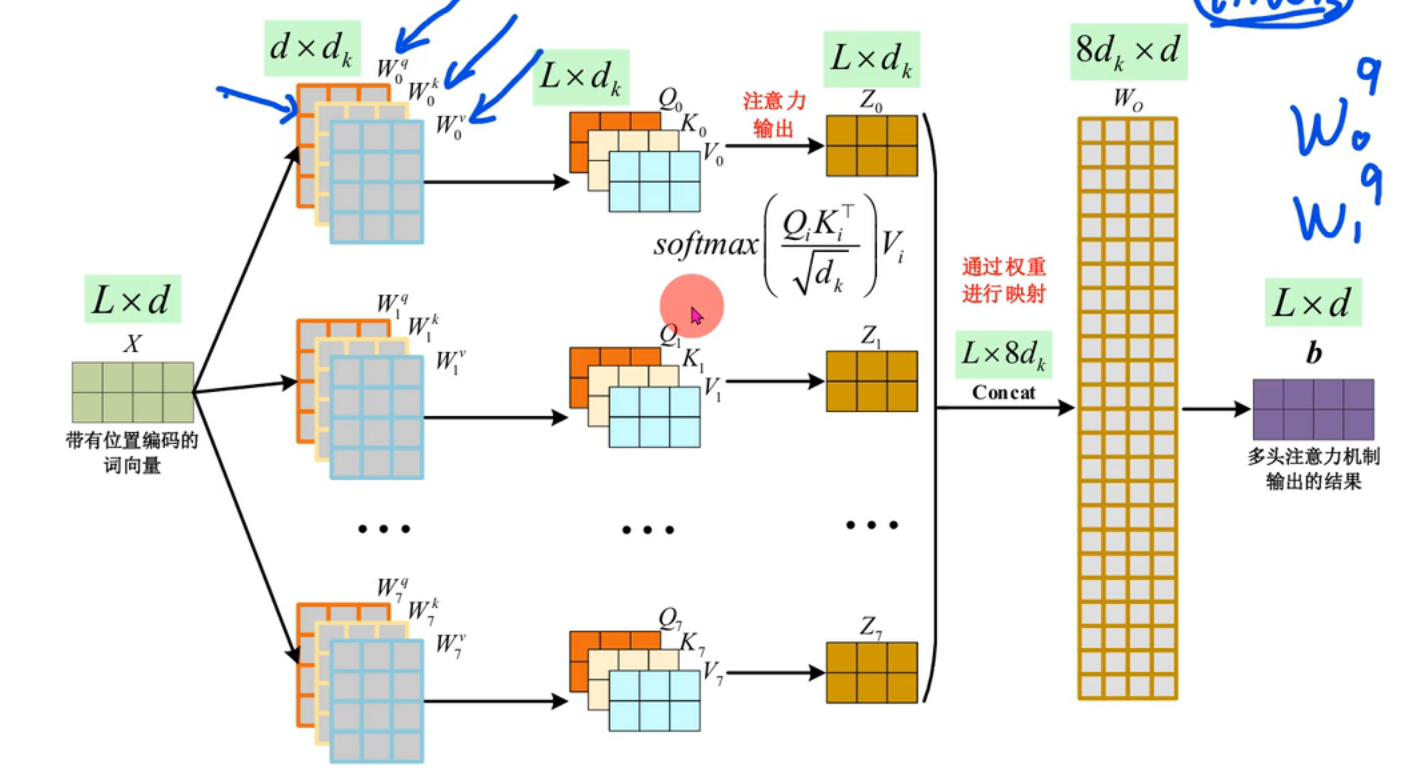 d × d_k
W_0^q
W_0^k
W_0^v
L × d_k
Q_0
K_0
V_0
注意力
输出
L × d_k
Z_0
8d_k × d
W_O
W_0^q
W_1^q
softmax(Q_i K_i^⊤ / √d_k) V_i
通过权重
进行映射
L × d
X
带有位置编码的
词向量
W_1^q
W_1^k
W_1^v
Q_1
K_1
V_1
Z_1
L × 8d_k
Concat
L × d
b
多头注意力机制
输出的结果
•••
•••
•••
W_7^q
W_7^k
W_7^v
Q_7
K_7
V_7
Z_7